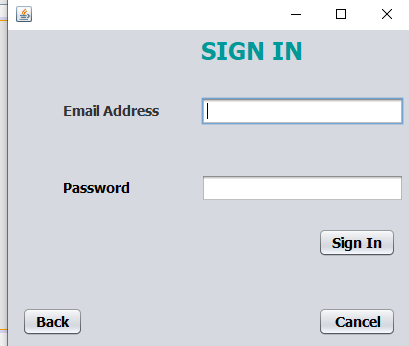 SIGN IN
Email Address
Password
Sign In
Back
Cancel